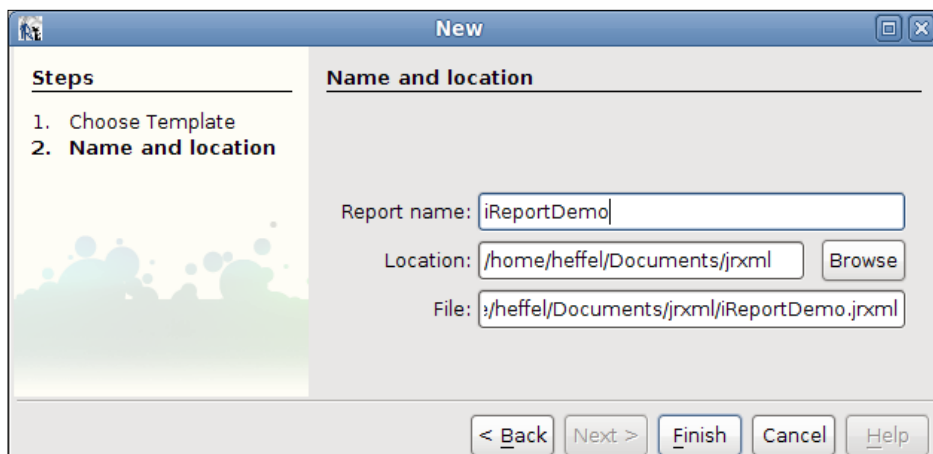 New
Steps
1. Choose Template
2. Name and location
Name and location
Report name: iReportDemo
Location: /home/heffel/Documents/jrxml Browse
File: e/heffel/Documents/jrxml/iReportDemo.jrxml
< Back Next > Finish Cancel Help